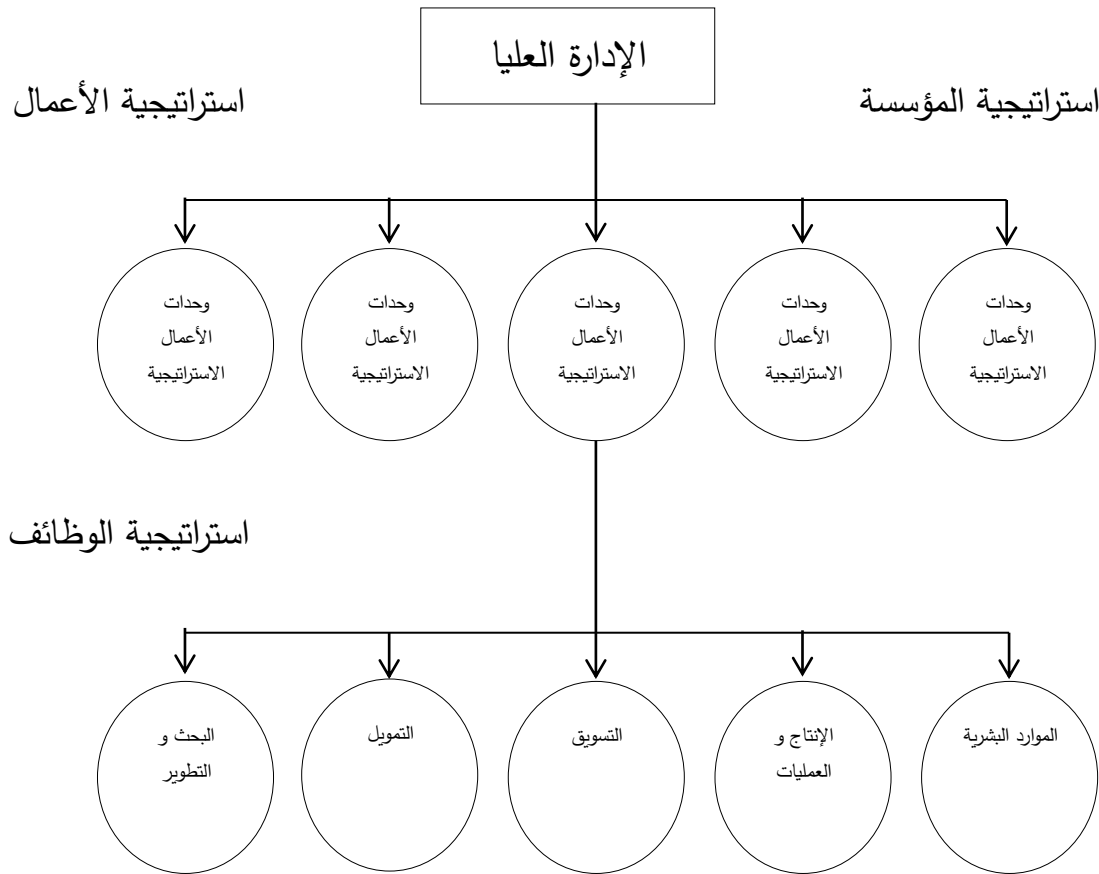 الإدارة العليا
استراتيجية المؤسسة
استراتيجية الأعمال
وحدات
الأعمال
الاستراتيجية
وحدات
الأعمال
الاستراتيجية
وحدات
الأعمال
الاستراتيجية
وحدات
الأعمال
الاستراتيجية
وحدات
الأعمال
الاستراتيجية
استراتيجية الوظائف
الموارد البشرية
الإنتاج و
العمليات
التسويق
التمويل
البحث و
التطوير